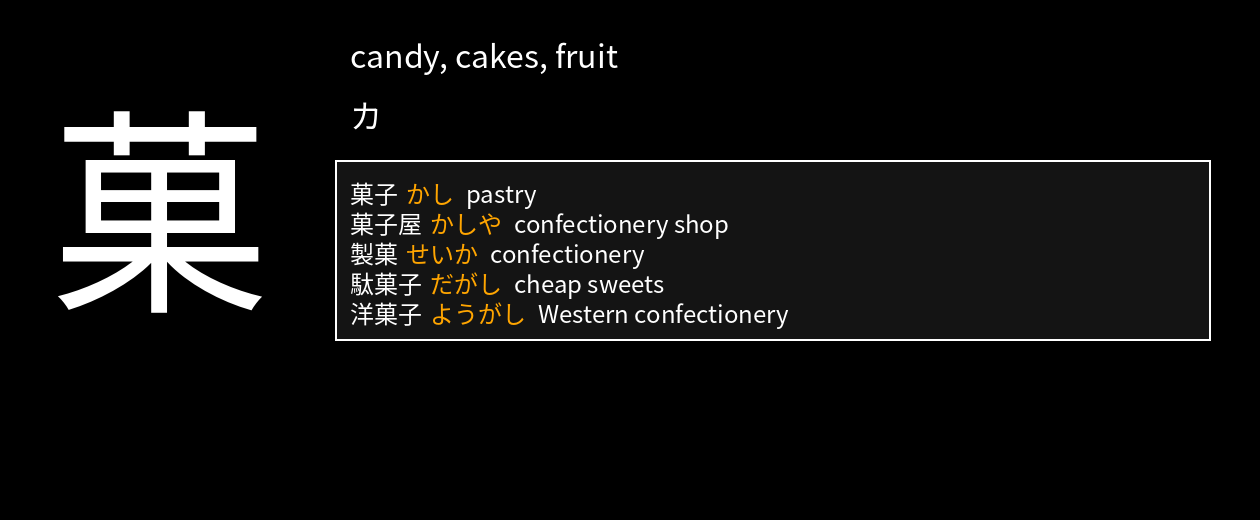 菓
candy, cakes, fruit
カ
菓子 かし pastry
菓子屋 かしや confectionery shop
製菓 せいか confectionery
駄菓子 だがし cheap sweets
洋菓子 ようがし Western confectionery